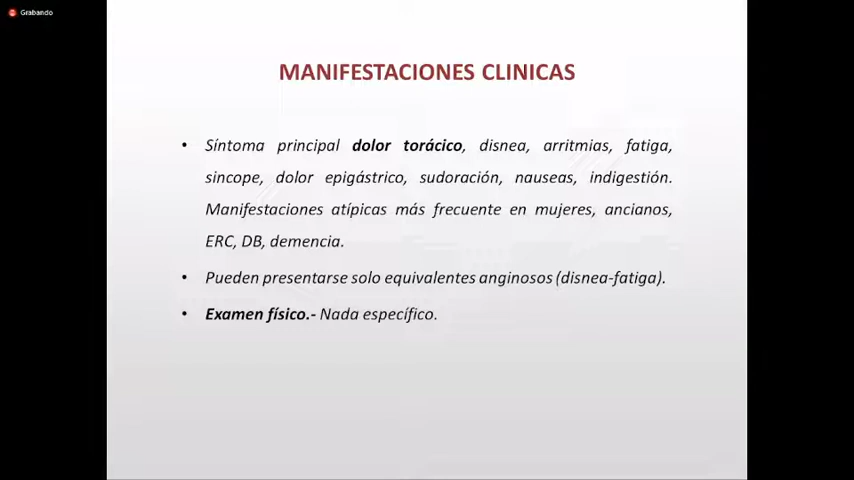 Grabando
MANIFESTACIONES CLINICAS
• Síntoma principal dolor torácico, disnea, arritmias, fatiga,
sincope, dolor epigástrico, sudoración, nauseas, indigestión.
Manifestaciones atípicas más frecuente en mujeres, ancianos,
ERC, DB, demencia.
• Pueden presentarse solo equivalentes anginosos (disnea-fatiga).
• Examen físico.- Nada específico.